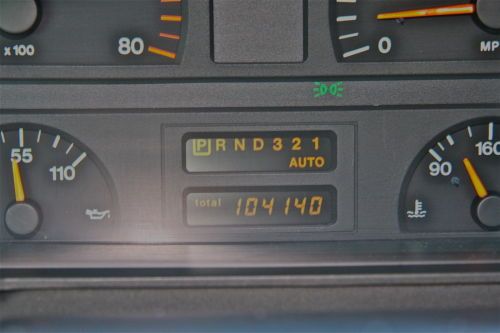 x 100
80
0
MP
55
110
P R N D 3 2 1
AUTO
total 104140
90
160